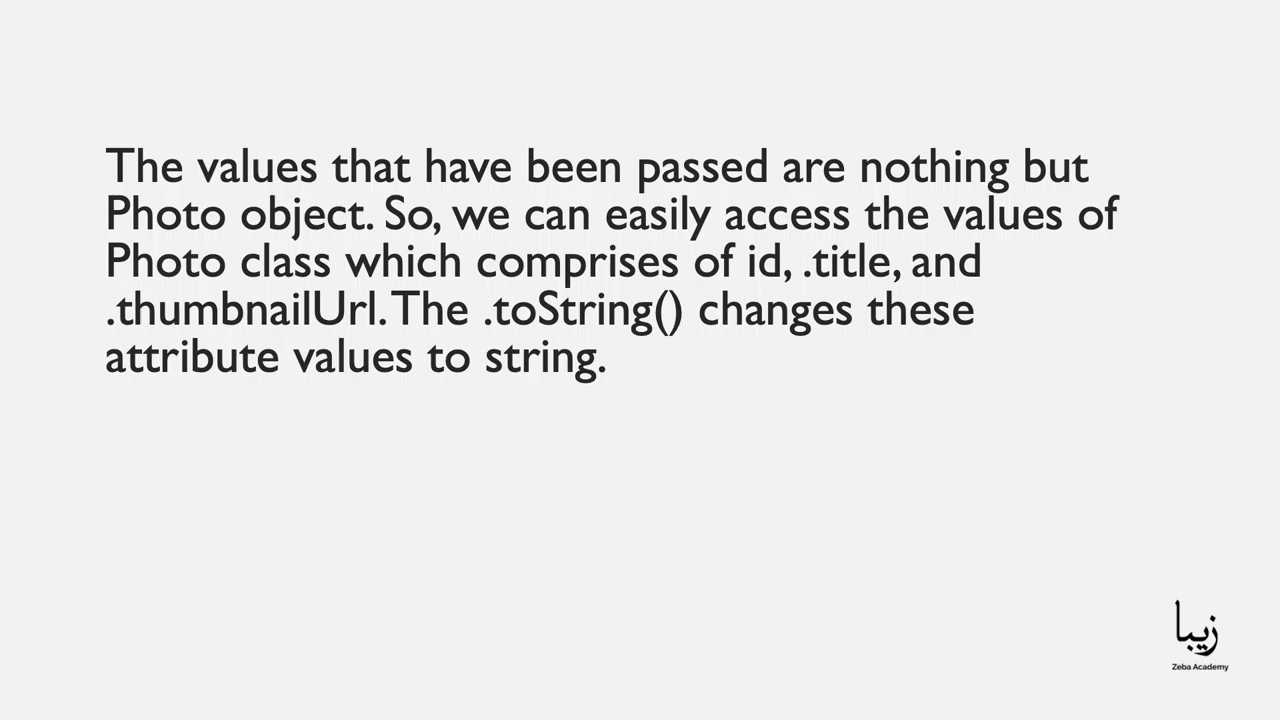 The values that have been passed are nothing but
Photo object. So, we can easily access the values of
Photo class which comprises of id, .title, and
.thumbnailUrl. The .toString() changes these
attribute values to string.
زيبا
Zeba Academy